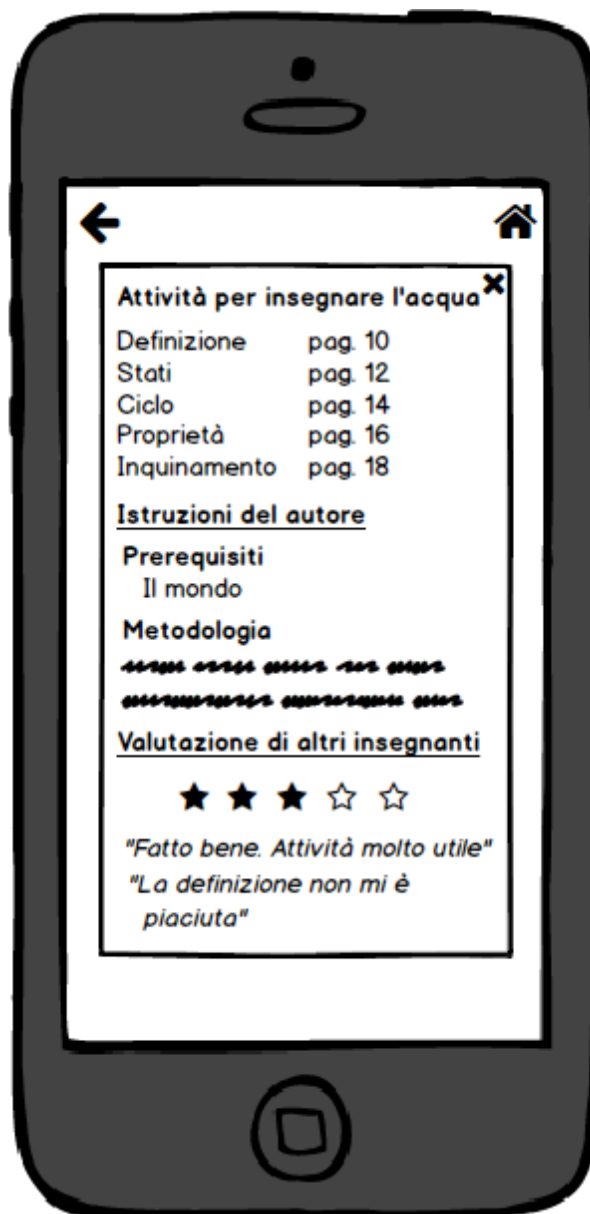 Attività per insegnare l'acqua
Definizione pag. 10
Stati pag. 12
Ciclo pag. 14
Proprietà pag. 16
Inquinamento pag. 18
Istruzioni del autore
Prerequisiti
Il mondo
Metodologia
Valutazione di altri insegnanti
"Fatto bene. Attività molto utile"
"La definizione non mi è
piaciuta"